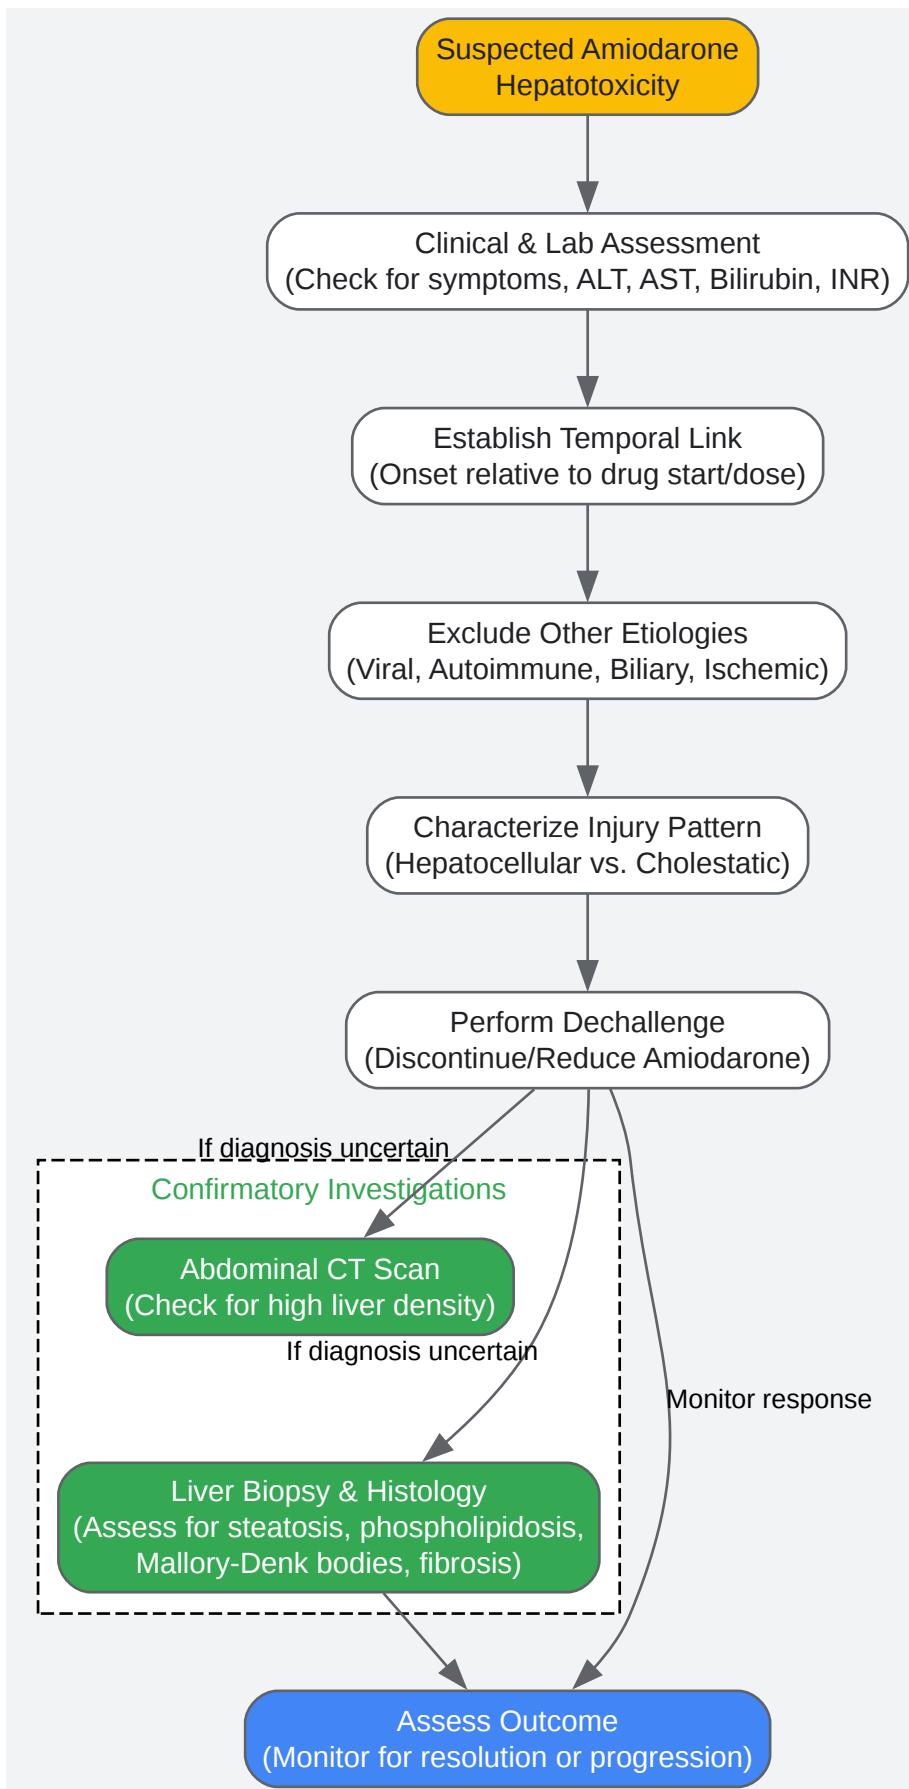 Suspected Amiodarone
Hepatotoxicity
Clinical & Lab Assessment
(Check for symptoms, ALT, AST, Bilirubin, INR)
Establish Temporal Link
(Onset relative to drug start/dose)
Exclude Other Etiologies
(Viral, Autoimmune, Biliary, Ischemic)
Characterize Injury Pattern
(Hepatocellular vs. Cholestatic)
Perform Dechallenge
(Discontinue/Reduce Amiodarone)
If diagnosis uncertain
Confirmatory Investigations
Abdominal CT Scan
(Check for high liver density)
If diagnosis uncertain
Monitor response
Liver Biopsy & Histology
(Assess for steatosis, phospholipidosis,
Mallory-Denk bodies, fibrosis)
Assess Outcome
(Monitor for resolution or progression)